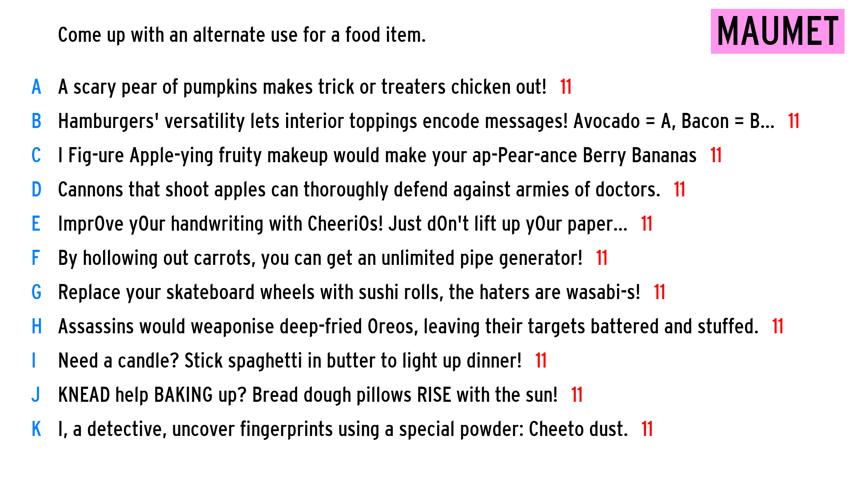 Come up with an alternate use for a food item.
MAUMET
A A scary pear of pumpkins makes trick or treaters chicken out! 11
B Hamburgers' versatility lets interior toppings encode messages! Avocado = A, Bacon = B... 11
C I Fig-ure Apple-ying fruity makeup would make your ap-Pear-ance Berry Bananas 11
D Cannons that shoot apples can thoroughly defend against armies of doctors. 11
E Impr0ve y0ur handwriting with Cheeri0s! Just d0n't lift up y0ur paper... 11
F By hollowing out carrots, you can get an unlimited pipe generator! 11
G Replace your skateboard wheels with sushi rolls, the haters are wasabi-s! 11
H Assassins would weaponise deep-fried Oreos, leaving their targets battered and stuffed. 11
I Need a candle? Stick spaghetti in butter to light up dinner! 11
J KNEAD help BAKING up? Bread dough pillows RISE with the sun! 11
K I, a detective, uncover fingerprints using a special powder: Cheeto dust. 11